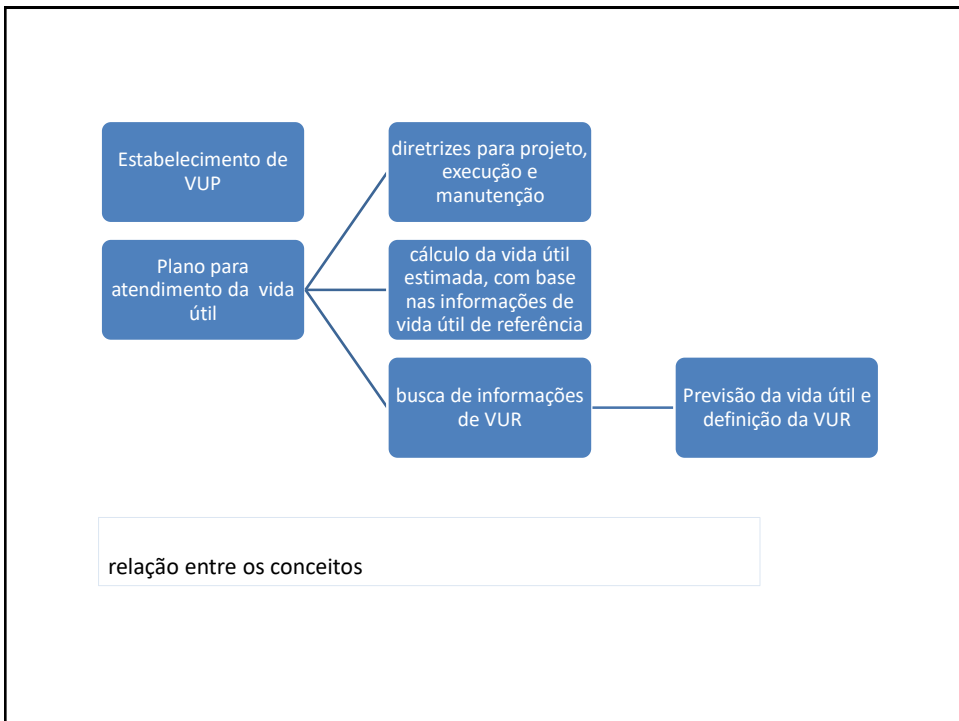 Estabelecimento de
VUP
diretrizes para projeto,
execução e
manutenção
Plano para
atendimento da vida
útil
cálculo da vida útil
estimada, com base
nas informações de
vida útil de referência
busca de informações
de VUR
Previsão da vida útil e
definição da VUR
relação entre os conceitos